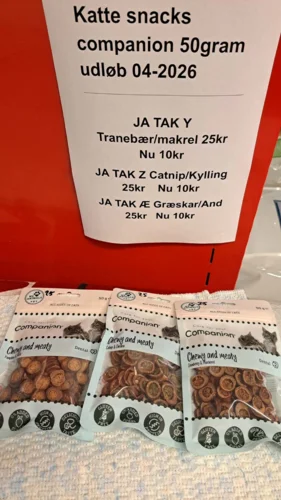 Katte snacks
companion 50gram
udløb 04-2026
JA TAK Y
Tranebær/makrel 25kr
Nu 10kr
JA TAK Z Catnip/Kylling
25kr Nu 10kr
JA TAK Æ Græskar/And
25kr Nu 10kr
Companion
Chewy and meaty
Companion
Chewy and meaty
Companion
Chewy and meaty